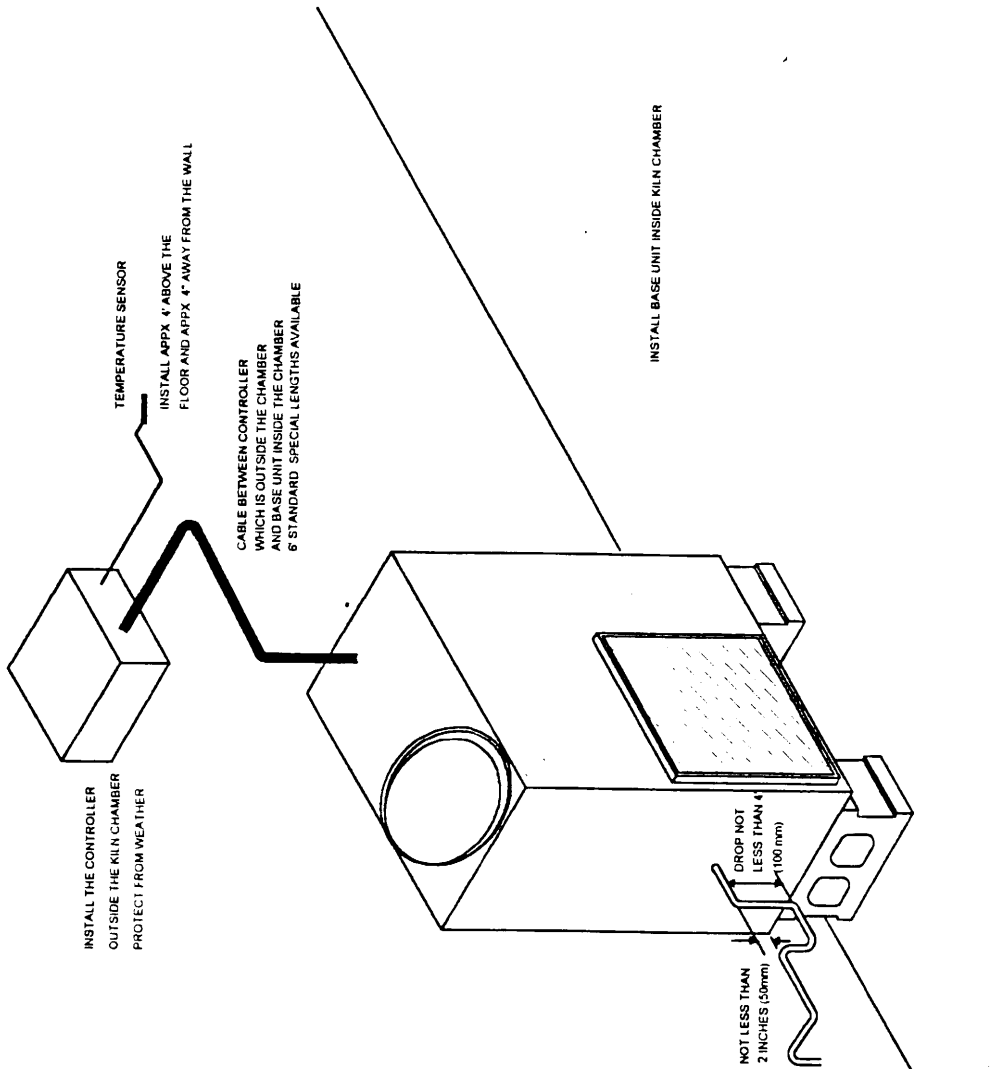 INSTALL THE CONTROLLER
OUTSIDE THE KILN CHAMBER
PROTECT FROM WEATHER
TEMPERATURE SENSOR
INSTALL APPX 4' ABOVE THE
FLOOR AND APPX 4" AWAY FROM THE WALL
CABLE BETWEEN CONTROLLER
WHICH IS OUTSIDE THE CHAMBER
AND BASE UNIT INSIDE THE CHAMBER
6' STANDARD SPECIAL LENGTHS AVAILABLE
INSTALL BASE UNIT INSIDE KILN CHAMBER
DROP NOT
LESS THAN 4'
(100 mm)
NOT LESS THAN
2 INCHES (50mm)